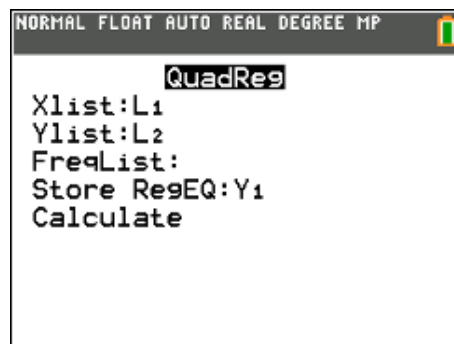 NORMAL FLOAT AUTO REAL DEGREE MP
QuadReg
Xlist:L₁
Ylist:L₂
FreqList:
Store RegEQ:Y₁
Calculate